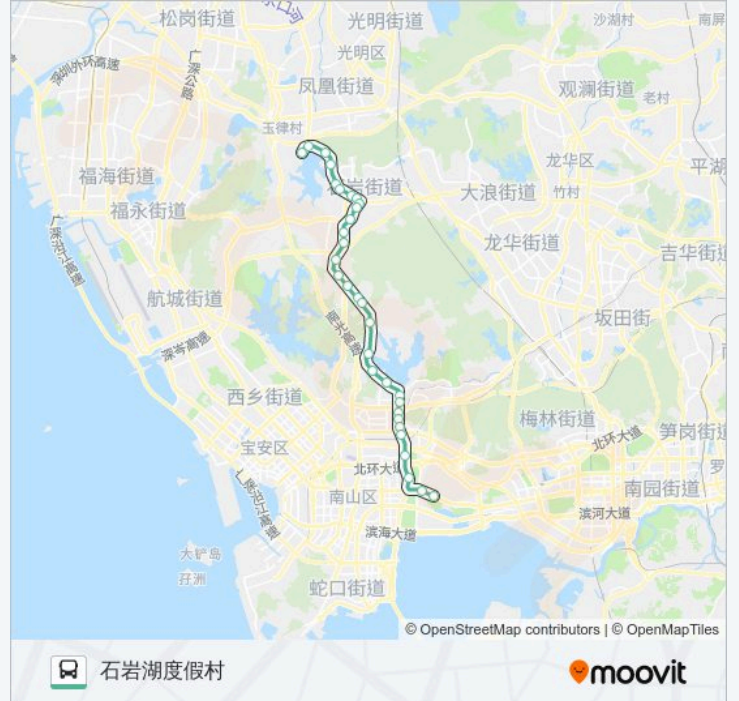 松岗街道
光明街道
沙湖村
光明区
深圳外环高速
广深公路
凤凰街道
观澜街道
老村
玉律村
龙华区
平湖
福海街道
石岩街道
大浪街道
竹村
福永街道
广深沿江高速
龙华街道
吉华街道
航城街道
南光高速
坂田街
深岑高速
西乡街道
梅林街道
笋岗街道
北环大道
宝安区
北环大道
罗
广深沿江高速
南山区
南园街道
滨河大道
滨海大道
大铲岛
孖洲
蛇口街道
© OpenStreetMap contributors | © OpenMapTiles
石岩湖度假村
moovit